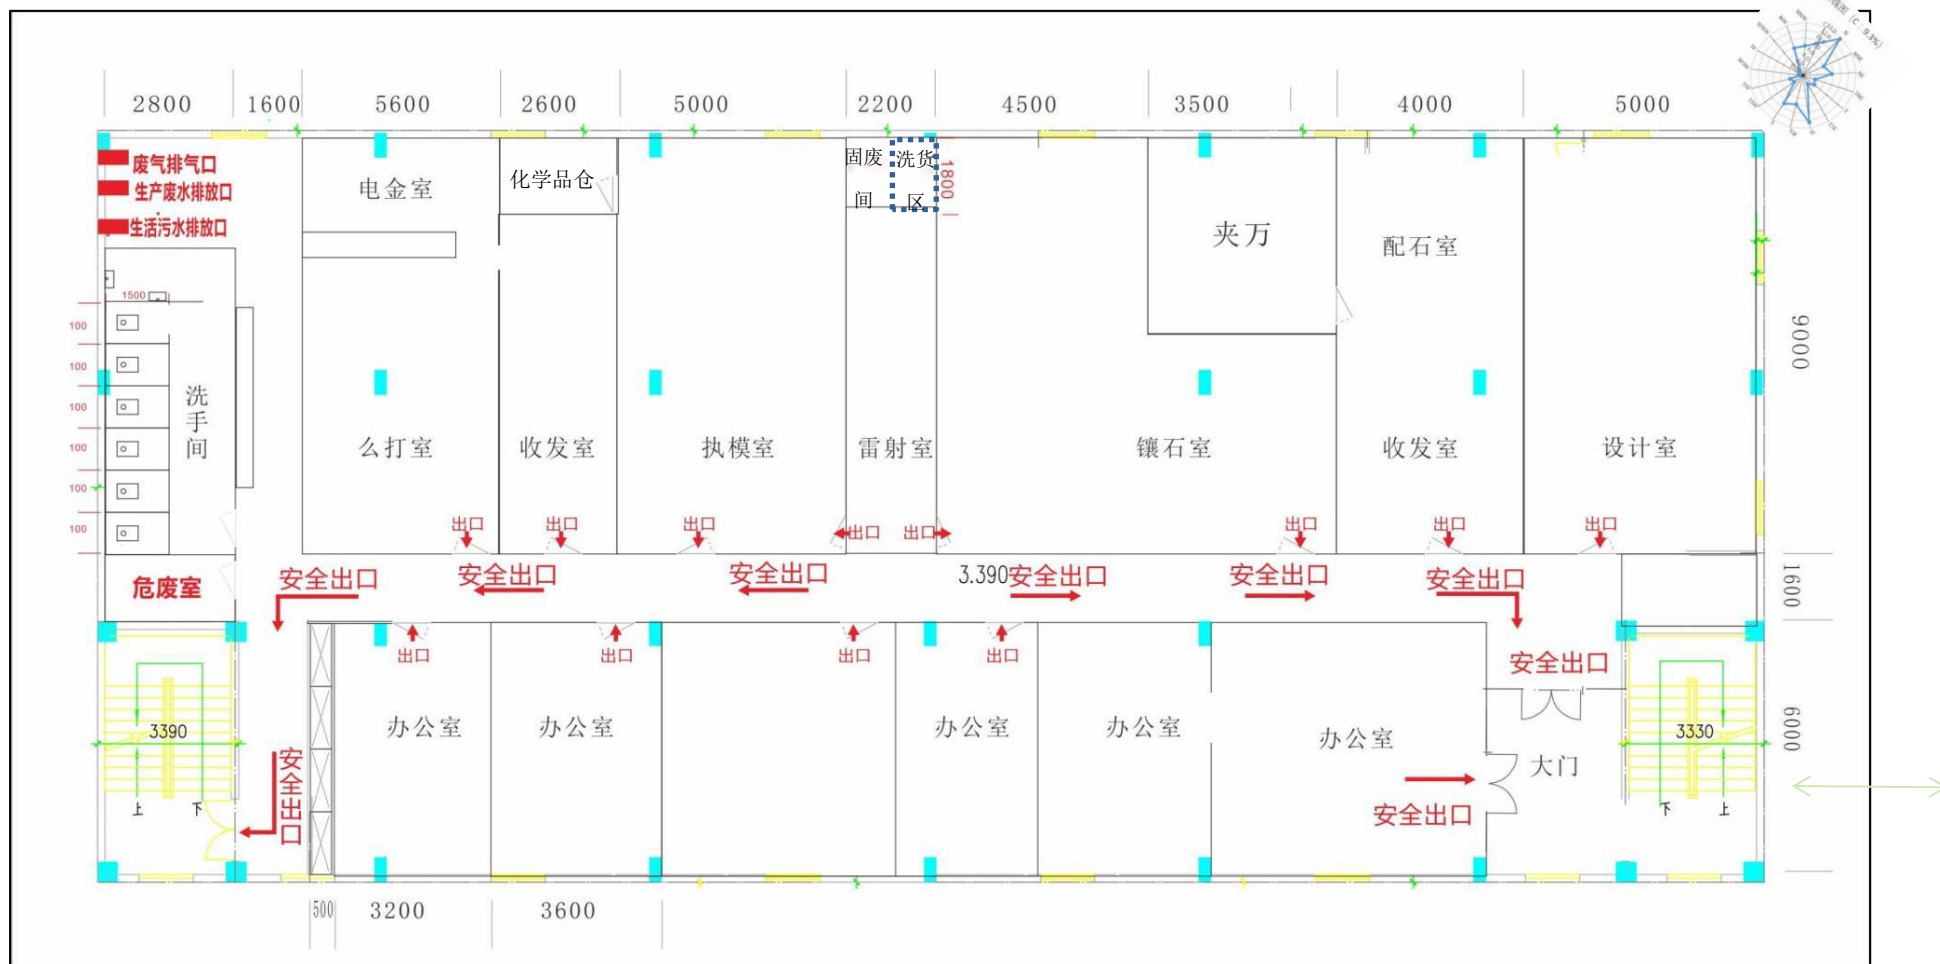 玫瑰图 (C：9.3%)
2800
1600
5600
2600
5000
2200
4500
3500
4000
5000
废气排气口
生产废水排放口
生活污水排放口
电金室
化学品仓
固废
间
洗货
区
1800
夹万
配石室
9000
1500
100
100
100
100
100
100
洗手间
么打室
收发室
执模室
雷射室
镶石室
收发室
设计室
出口
出口
出口
出口
出口
出口
出口
出口
危废室
安全出口
安全出口
安全出口
3.390
安全出口
安全出口
安全出口
1600
出口
出口
出口
出口
安全出口
3390
上
下
安全出口
办公室
办公室
办公室
办公室
办公室
安全出口
大门
3330
下
上
6000
500
3200
3600